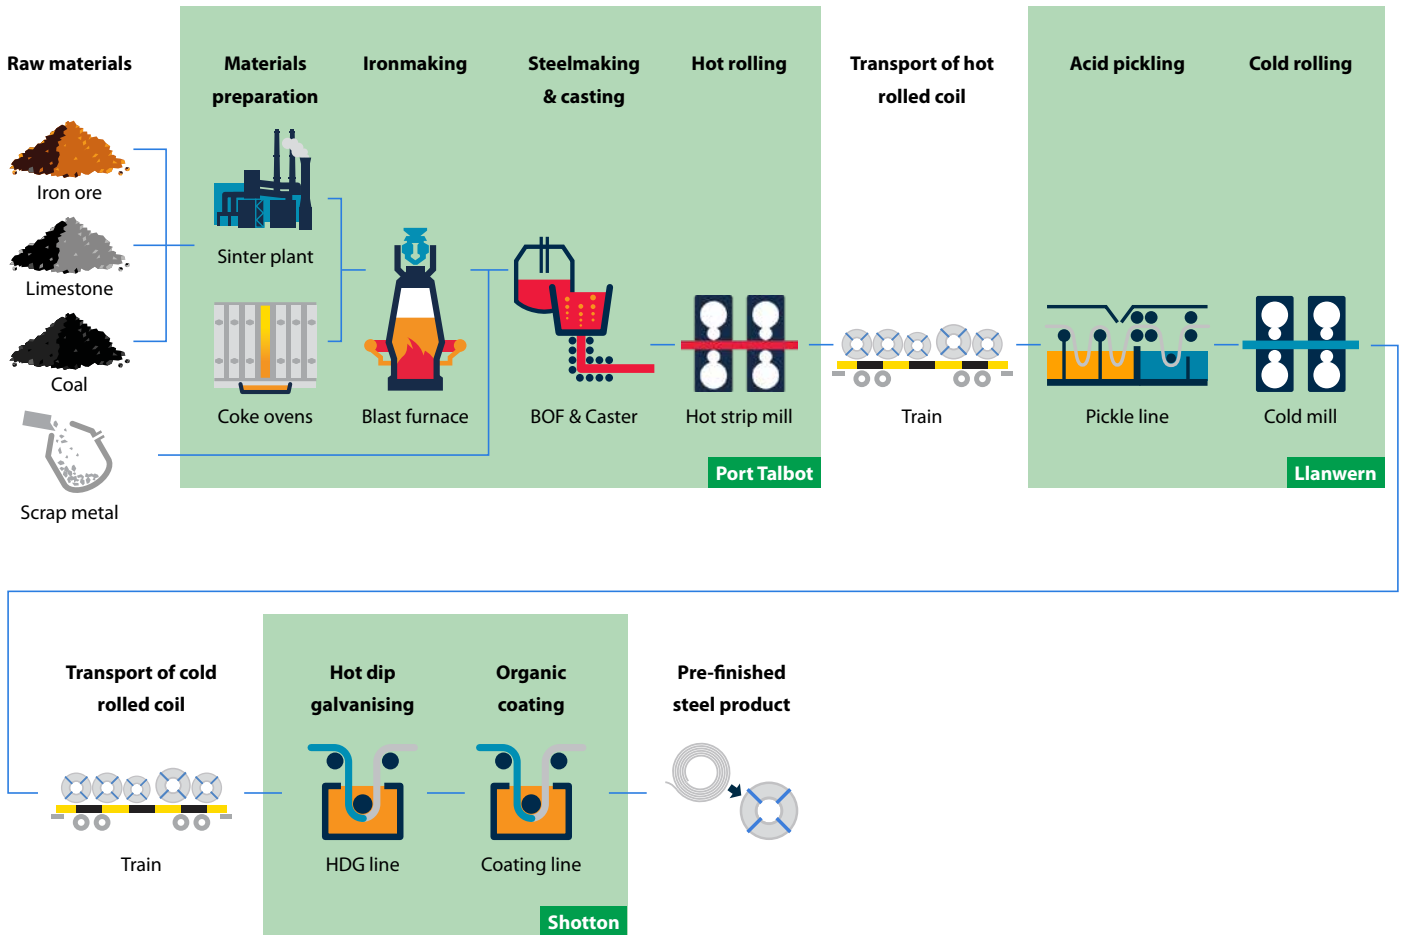 Raw materials
Materials
preparation
Ironmaking
Steelmaking
& casting
Hot rolling
Transport of hot
rolled coil
Acid pickling
Cold rolling
Iron ore
Limestone
Coal
Scrap metal
Sinter plant
Coke ovens
Blast furnace
BOF & Caster
Hot strip mill
Train
Pickle line
Cold mill
Port Talbot
Llanwern
Transport of cold
rolled coil
Hot dip
galvanising
Organic
coating
Pre-finished
steel product
Train
HDG line
Coating line
Shotton